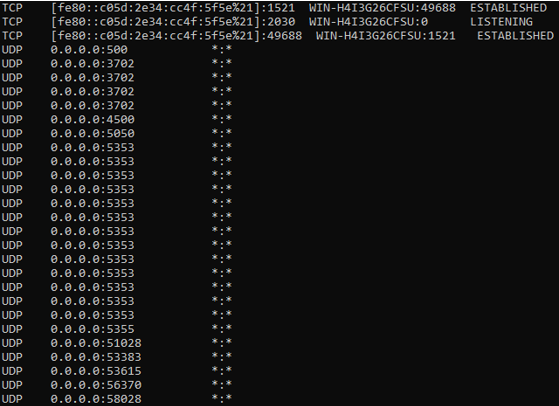 TCP [fe80::c05d:2e34:cc4f:5f5e%21]:1521 WIN-H4I3G26CFSU:49688 ESTABLISHED
TCP [fe80::c05d:2e34:cc4f:5f5e%21]:2030 WIN-H4I3G26CFSU:0 LISTENING
TCP [fe80::c05d:2e34:cc4f:5f5e%21]:49688 WIN-H4I3G26CFSU:1521 ESTABLISHED
UDP 0.0.0.0:500 *:*
UDP 0.0.0.0:3702 *:*
UDP 0.0.0.0:3702 *:*
UDP 0.0.0.0:3702 *:*
UDP 0.0.0.0:3702 *:*
UDP 0.0.0.0:4500 *:*
UDP 0.0.0.0:5050 *:*
UDP 0.0.0.0:5353 *:*
UDP 0.0.0.0:5353 *:*
UDP 0.0.0.0:5353 *:*
UDP 0.0.0.0:5353 *:*
UDP 0.0.0.0:5353 *:*
UDP 0.0.0.0:5353 *:*
UDP 0.0.0.0:5353 *:*
UDP 0.0.0.0:5353 *:*
UDP 0.0.0.0:5353 *:*
UDP 0.0.0.0:5353 *:*
UDP 0.0.0.0:5353 *:*
UDP 0.0.0.0:5353 *:*
UDP 0.0.0.0:5353 *:*
UDP 0.0.0.0:5355 *:*
UDP 0.0.0.0:51028 *:*
UDP 0.0.0.0:53383 *:*
UDP 0.0.0.0:53615 *:*
UDP 0.0.0.0:56370 *:*
UDP 0.0.0.0:58028 *:*